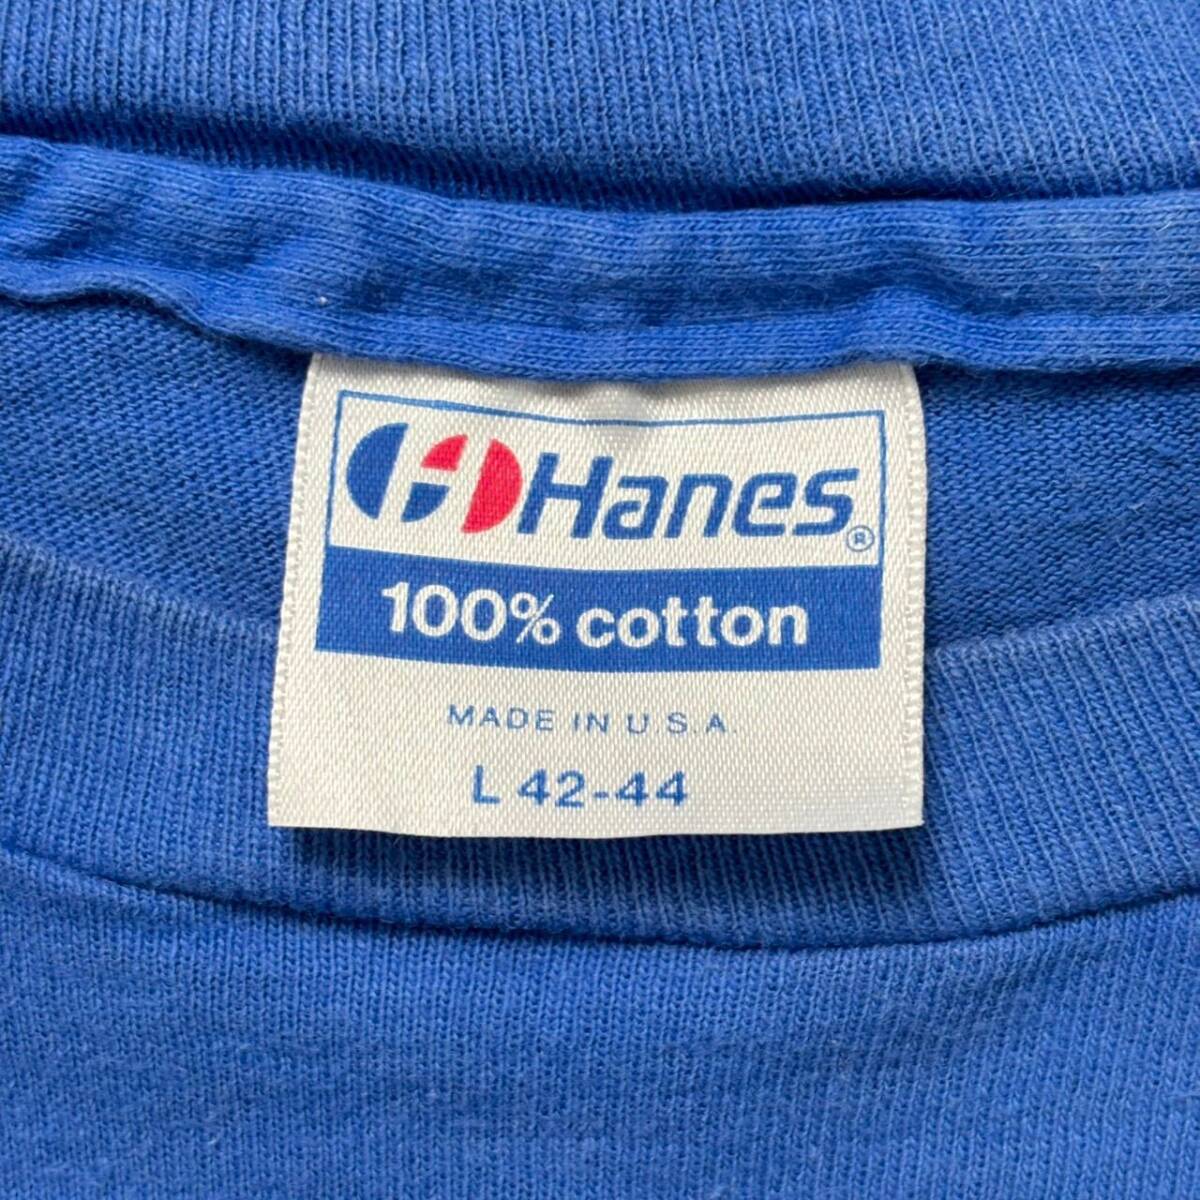 Hanes®
100% cotton
MADE IN U.S.A.
L 42-44